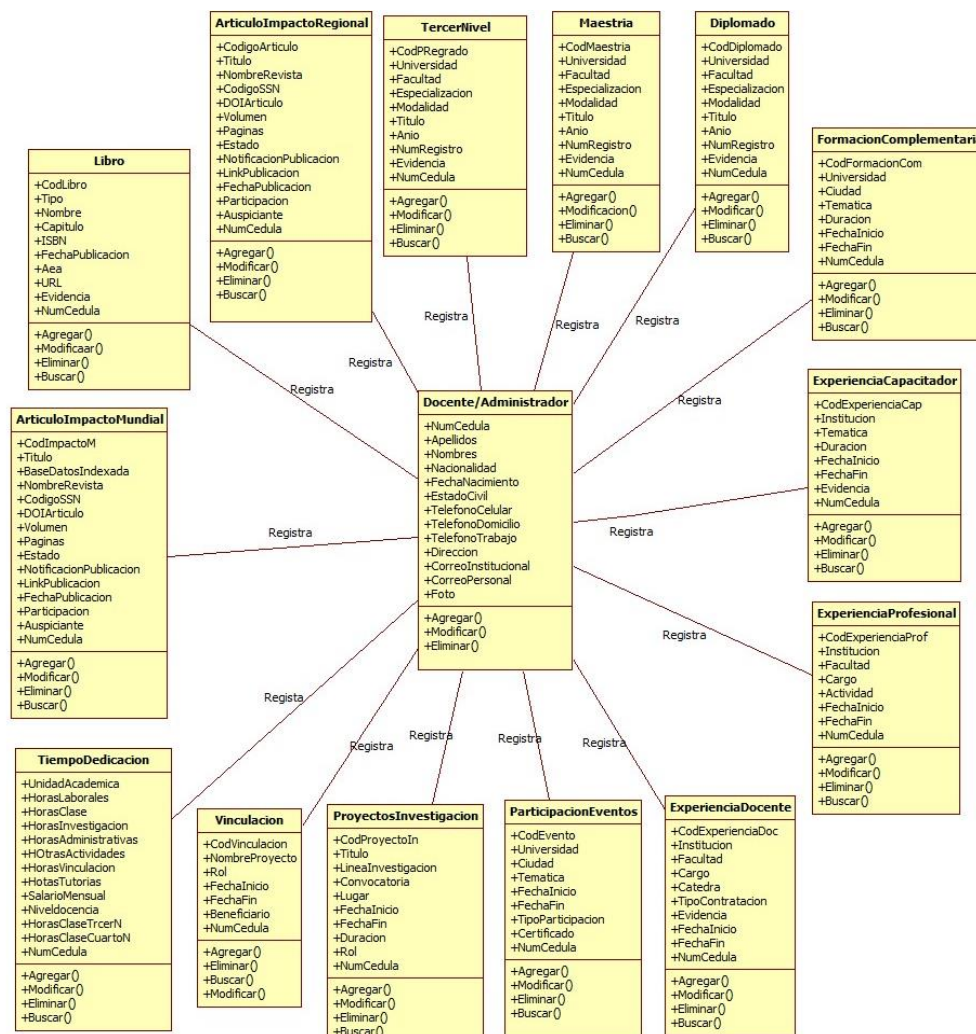 ArticuloImpactoRegional
+CodigoArticulo
+Titulo
+NombreRevista
+CodigoSSN
+DOIArticulo
+Volumen
+Paginas
+Estado
+NotificacionPublicacion
+LinkPublicacion
+FechaPublicacion
+Participacion
+Auspiciante
+NumCedula
+Agregar()
+Modificar()
+Eliminar()
+Buscar()
TercerNivel
+CodPRegrado
+Universidad
+Facultad
+Especializacion
+Modalidad
+Titulo
+Anio
+NumRegistro
+Evidencia
+NumCedula
+Agregar()
+Modificar()
+Eliminar()
+Buscar()
Maestria
+CodMaestria
+Universidad
+Facultad
+Especializacion
+Modalidad
+Titulo
+Anio
+NumRegistro
+Evidencia
+NumCedula
+Agregar()
+Modificacion()
+Eliminar()
+Buscar()
Diplomado
+CodDiplomado
+Universidad
+Facultad
+Especializacion
+Modalidad
+Titulo
+Anio
+NumRegistro
+Evidencia
+NumCedula
+Agregar()
+Modificar()
+Eliminar()
+Buscar()
Libro
+CodLibro
+Tipo
+Nombre
+Capitulo
+ISBN
+FechaPublicacion
+Aea
+URL
+Evidencia
+NumCedula
+Agregar()
+Modificaar()
+Eliminar()
+Buscar()
FormacionComplementaria
+CodFormacionCom
+Universidad
+Ciudad
+Tematica
+Duracion
+FechaInicio
+FechaFin
+NumCedula
+Agregar()
+Modificar()
+Eliminar()
+Buscar()
Registra
Registra
Registra
Registra
Registra
Registra
Docente/Administrador
+NumCedula
+Apellidos
+Nombres
+Nacionalidad
+FechaNacimiento
+EstadoCivil
+TelefonoCelular
+TelefonoDomicilio
+TelefonoTrabajo
+Direccion
+CorreoInstitucional
+CorreoPersonal
+Foto
+Agregar()
+Modificar()
+Eliminar()
ArticuloImpactoMundial
+CodImpactoM
+Titulo
+BaseDatosIndexada
+NombreRevista
+CodigoSSN
+DOIArticulo
+Volumen
+Paginas
+Estado
+NotificacionPublicacion
+LinkPublicacion
+FechaPublicacion
+Participacion
+Auspiciante
+NumCedula
+Agregar()
+Modificar()
+Eliminar()
+Buscar()
ExperienciaCapacitador
+CodExperienciaCap
+Institucion
+Tematica
+Duracion
+FechaInicio
+FechaFin
+Evidencia
+NumCedula
+Agregar()
+Modificar()
+Eliminar()
+Buscar()
Registra
Registra
ExperienciaProfesional
+CodExperienciaProf
+Institucion
+Facultad
+Cargo
+Actividad
+FechaInicio
+FechaFin
+NumCedula
+Agregar()
+Modificar()
+Eliminar()
+Buscar()
Registra
Regista
Registra
Registra
Registra
Registra
TiempoDedicacion
+UnidadAcademica
+HorasLaborales
+HorasClase
+HorasInvestigacion
+HorasAdministrativas
+HOtrasActividades
+HorasVinculacion
+HotasTutorias
+SalarioMensual
+Niveldocencia
+HorasClaseTrcerN
+HorasClaseCuartoN
+NumCedula
+Agregar()
+Modificar()
+Eliminar()
+Buscar()
Vinculacion
+CodVinculacion
+NombreProyecto
+Rol
+FechaInicio
+FechaFin
+Beneficiario
+NumCedula
+Agregar()
+Eliminar()
+Buscar()
+Modificar()
ProyectosInvestigacion
+CodProyectoIn
+Titulo
+LineaInvestigacion
+Convocatoria
+Lugar
+FechaInicio
+FechaFin
+Duracion
+Rol
+NumCedula
+Agregar()
+Modificar()
+Eliminar()
+Buscar()
ParticipacionEventos
+CodEvento
+Universidad
+Ciudad
+Tematica
+FechaInicio
+FechaFin
+TipoParticipacion
+Certificado
+NumCedula
+Agregar()
+Modificar()
+Eliminar()
+Buscar()
ExperienciaDocente
+CodExperienciaDoc
+Institucion
+Facultad
+Cargo
+Catedra
+TipoContratacion
+Evidencia
+FechaInicio
+FechaFin
+NumCedula
+Agregar()
+Modificar()
+Eliminar()
+Buscar()